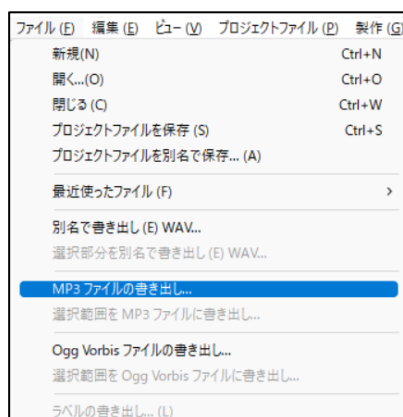 ファイル (F) 編集 (E) ビュー (V) プロジェクトファイル (P) 製作 (G)
新規(N) Ctrl+N
開く...(O) Ctrl+O
閉じる (C) Ctrl+W
プロジェクトファイルを保存 (S) Ctrl+S
プロジェクトファイルを別名で保存... (A)
最近使ったファイル (F) >
別名で書き出し (E) WAV...
選択部分を別名で書き出し (E) WAV...
MP3 ファイルの書き出し...
選択範囲を MP3 ファイルに書き出し...
Ogg Vorbis ファイルの書き出し...
選択範囲を Ogg Vorbis ファイルに書き出し...
ラベルの書き出し... (L)